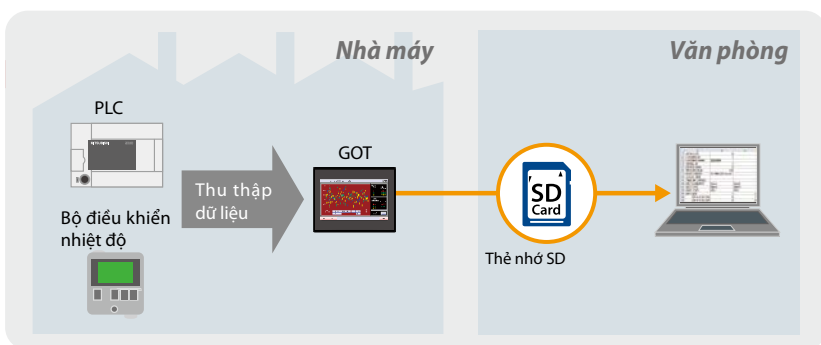 Nhà máy
Văn phòng
PLC
GOT
Thu thập
dữ liệu
SD
Card
Bộ điều khiển
nhiệt độ
Thẻ nhớ SD